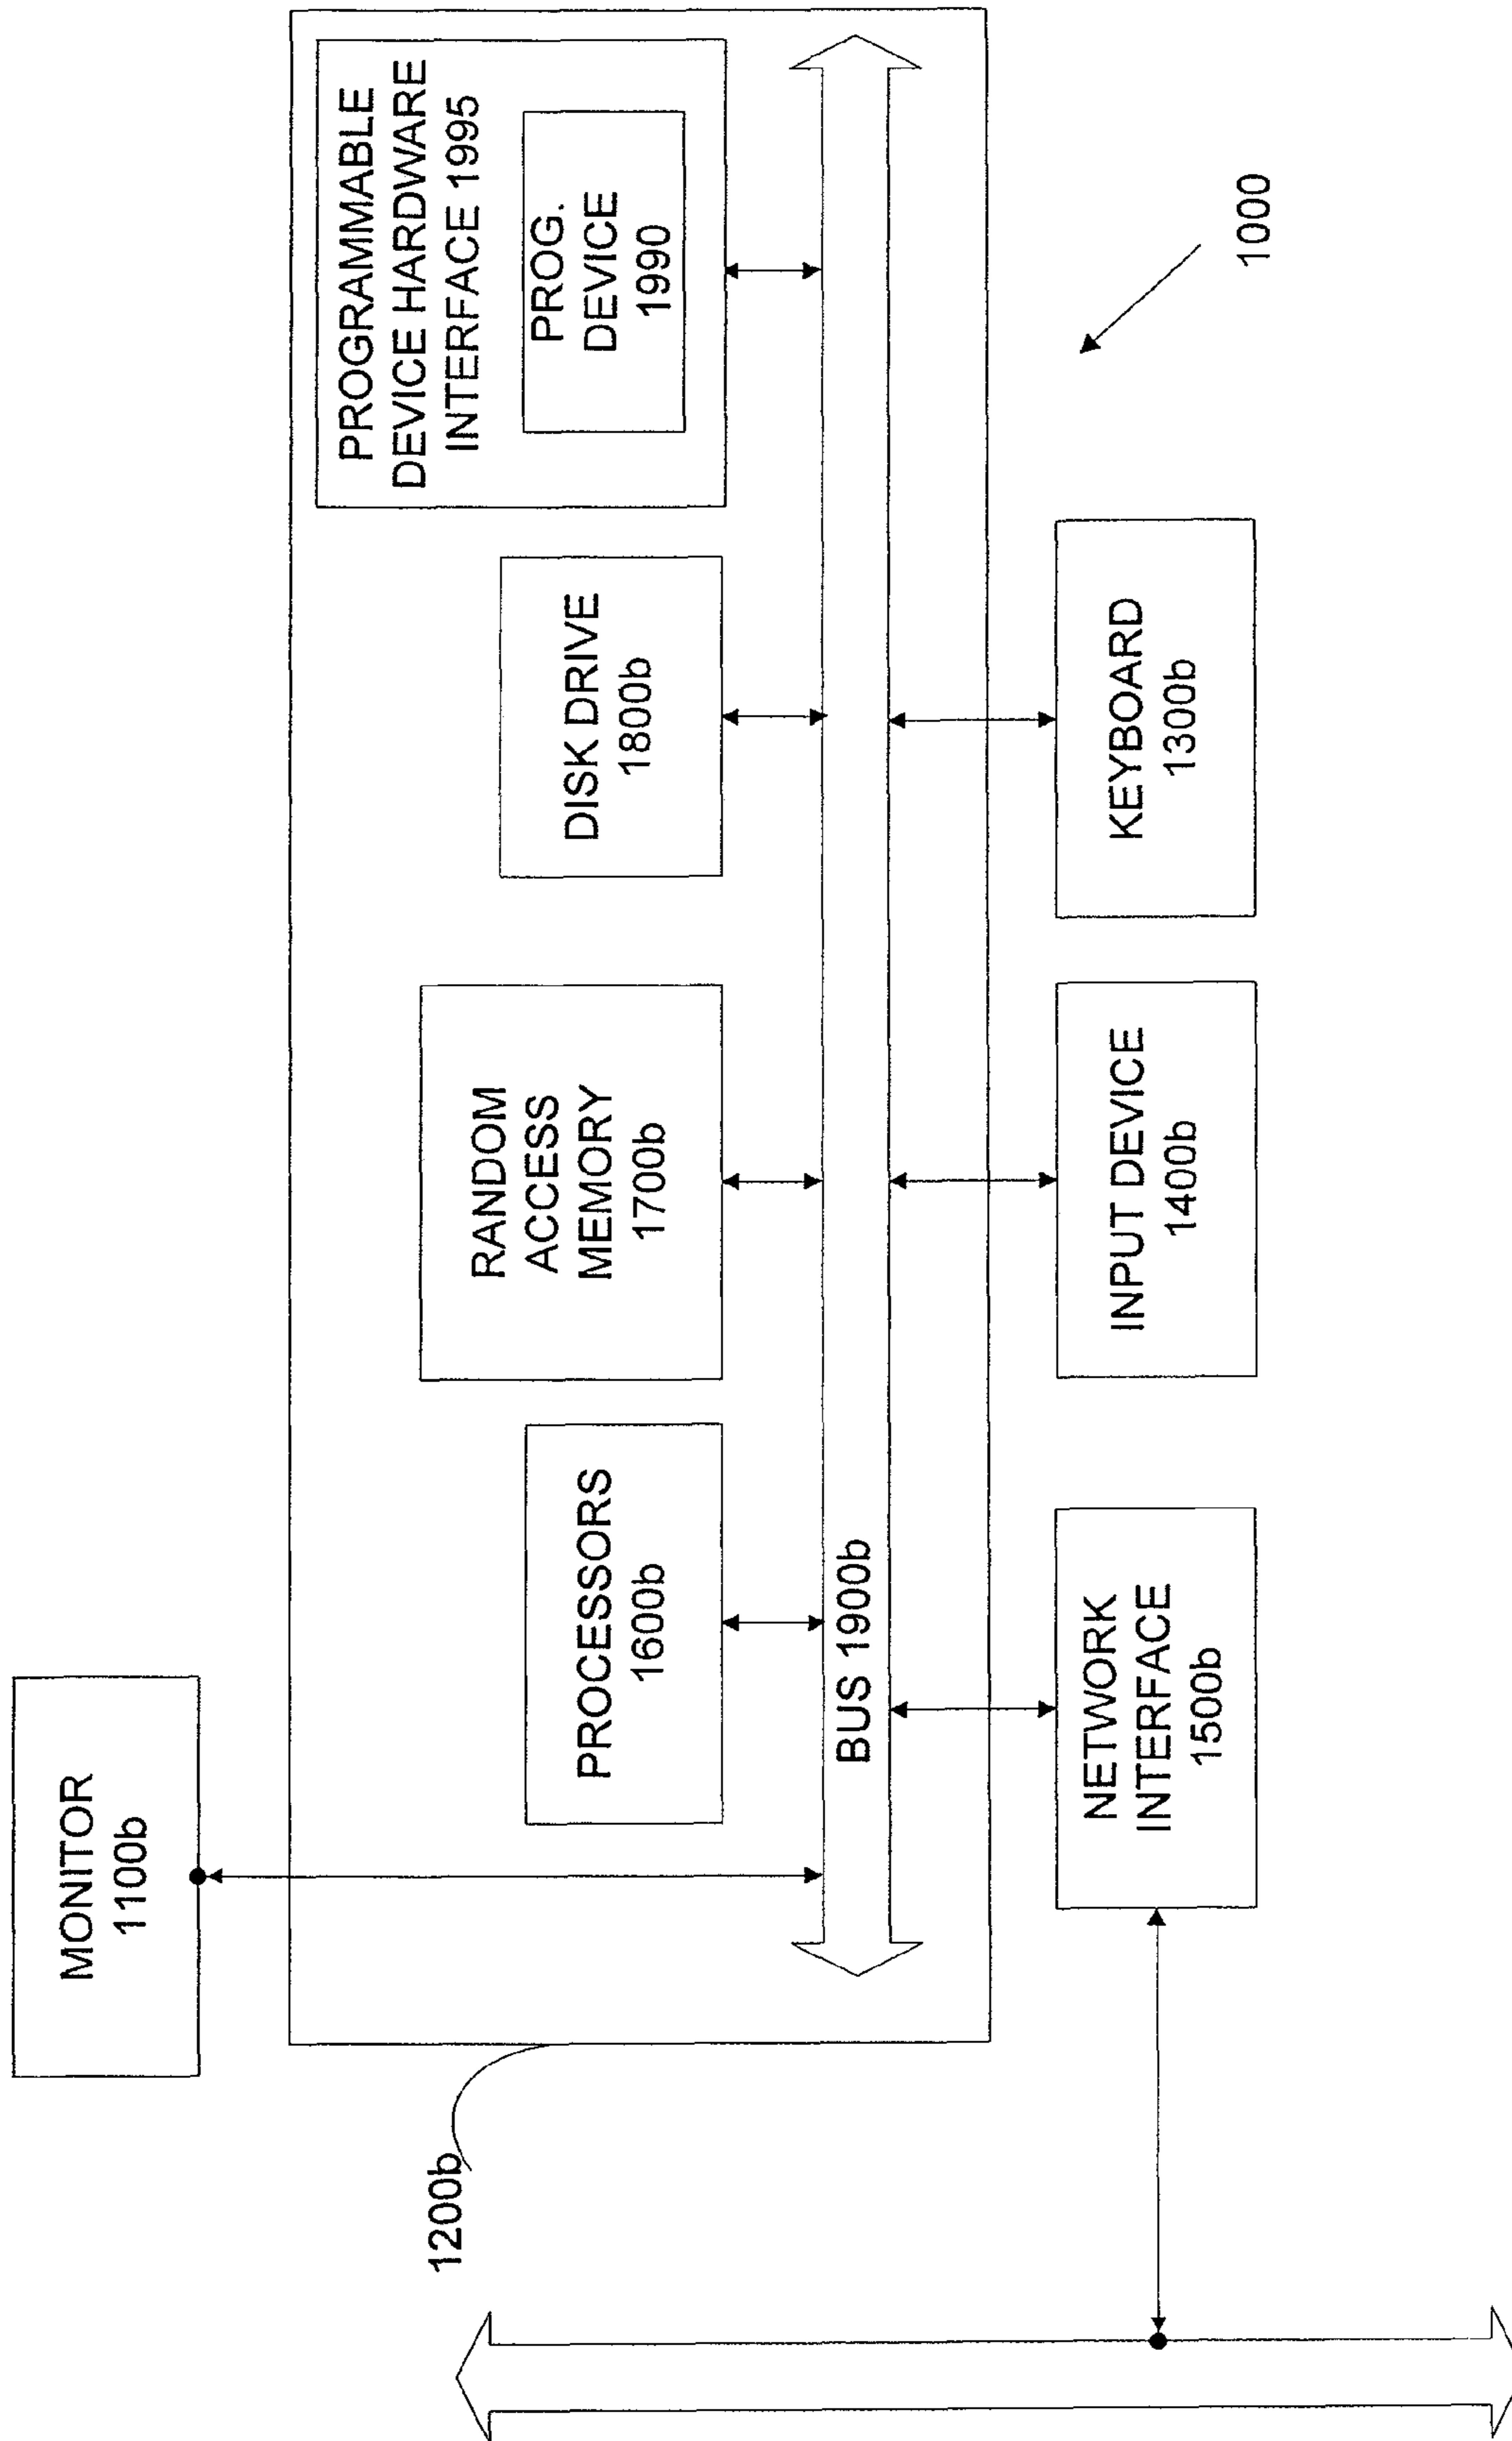 MONITOR
1100b
1200b
PROCESSORS
1600b
RANDOM
ACCESS
MEMORY
1700b
DISK DRIVE
1800b
PROGRAMMABLE
DEVICE HARDWARE
INTERFACE 1995
PROG.
DEVICE
1990
BUS 1900b
NETWORK
INTERFACE
1500b
INPUT DEVICE
1400b
KEYBOARD
1300b
1000